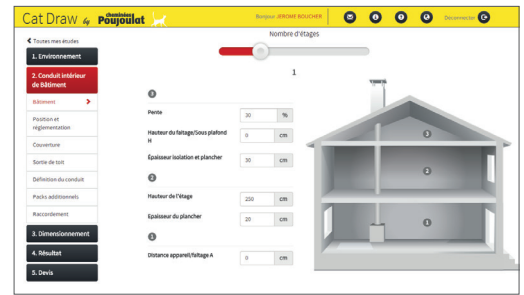 Cat Draw by cheminées Poujoulat
Bonjour JEROME BOUCHER
Déconnecter
Toutes mes études
Nombre d'étages
1
1. Environnement
2. Conduit intérieur
de Bâtiment
Bâtiment
Position et
réglementation
Couverture
Sortie de toit
Définition du conduit
Packs additionnels
Raccordement
3. Dimensionnement
4. Résultat
5. Devis
3
Pente 30 %
Hauteur du faîtage/Sous plafond
H 0 cm
Épaisseur isolation et plancher 30 cm
2
Hauteur de l'étage 250 cm
Epaisseur du plancher 20 cm
1
Distance appareil/faîtage A 0 cm
3
2
1